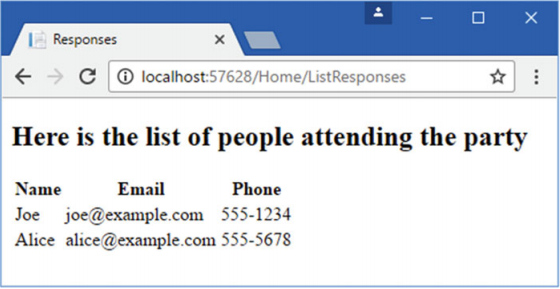 Responses
localhost:57628/Home/ListResponses
Here is the list of people attending the party
Name Email Phone
Joe joe@example.com 555-1234
Alice alice@example.com 555-5678